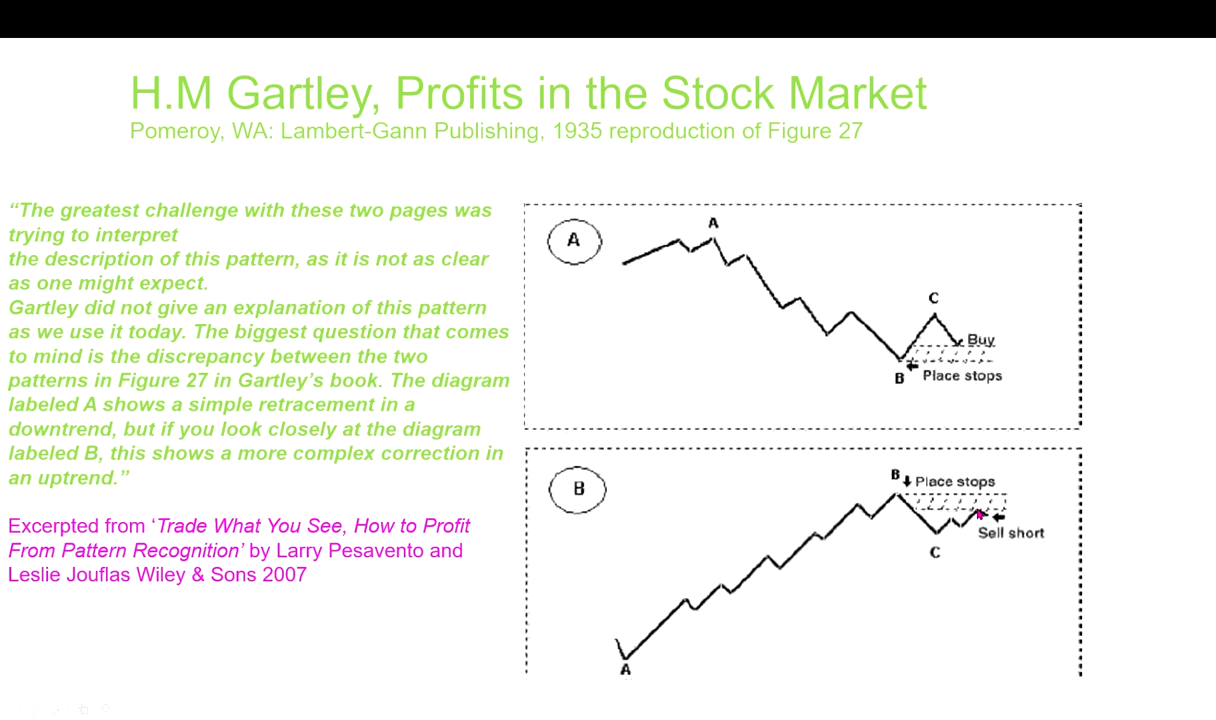 H.M Gartley, Profits in the Stock Market
Pomeroy, WA: Lambert-Gann Publishing, 1935 reproduction of Figure 27
“The greatest challenge with these two pages was
trying to interpret
the description of this pattern, as it is not as clear
as one might expect.
Gartley did not give an explanation of this pattern
as we use it today. The biggest question that comes
to mind is the discrepancy between the two
patterns in Figure 27 in Gartley’s book. The diagram
labeled A shows a simple retracement in a
downtrend, but if you look closely at the diagram
labeled B, this shows a more complex correction in
an uptrend.”
Excerpted from ‘Trade What You See, How to Profit
From Pattern Recognition’ by Larry Pesavento and
Leslie Jouflas Wiley & Sons 2007
A
A
C
Buy
B
Place stops
B
B
Place stops
Sell short
C
A